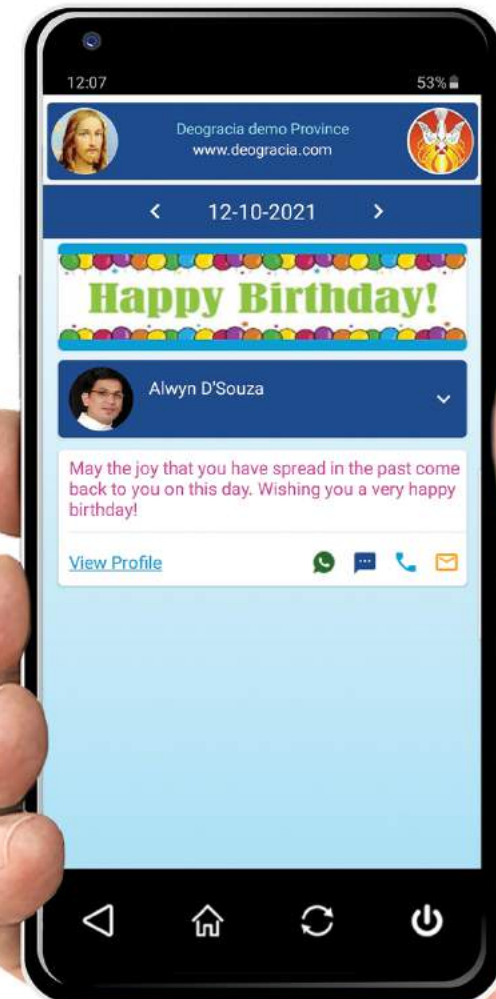 12:07
53%
Deogracia demo Province
www.deogracia.com
12-10-2021
Happy Birthday!
Alwyn D'Souza
May the joy that you have spread in the past come
back to you on this day. Wishing you a very happy
birthday!
View Profile